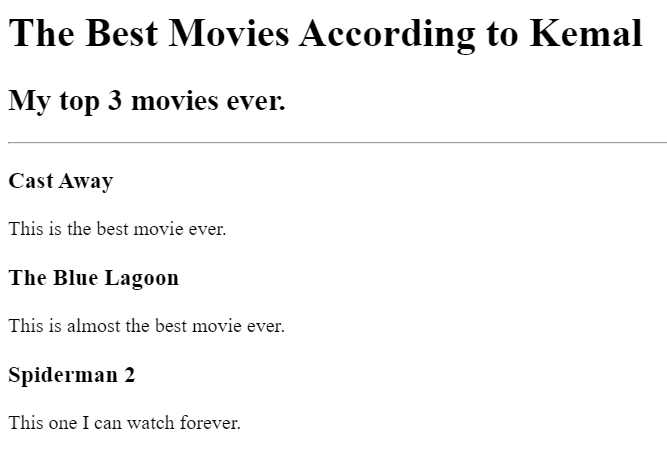 The Best Movies According to Kemal
My top 3 movies ever.
Cast Away
This is the best movie ever.
The Blue Lagoon
This is almost the best movie ever.
Spiderman 2
This one I can watch forever.